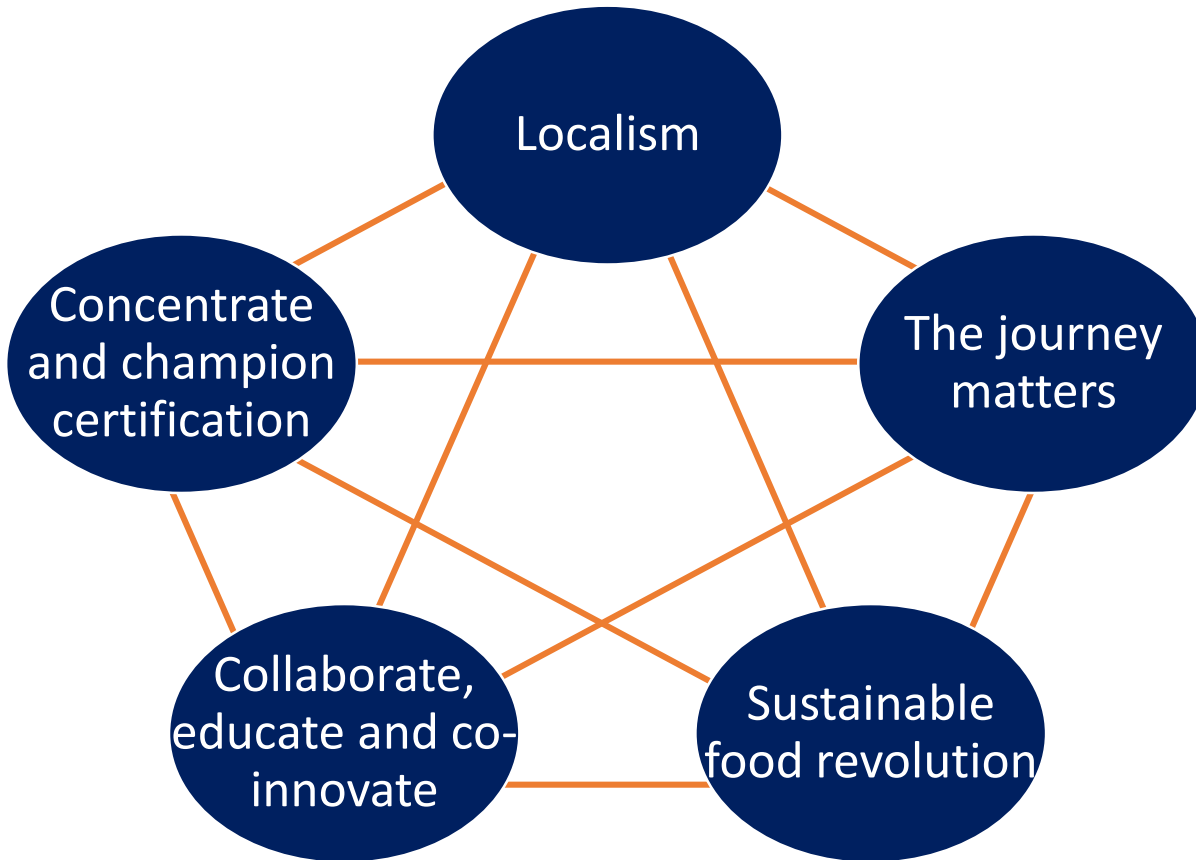 Localism
Concentrate
and champion
certification
The journey
matters
Collaborate,
educate and co-
innovate
Sustainable
food revolution